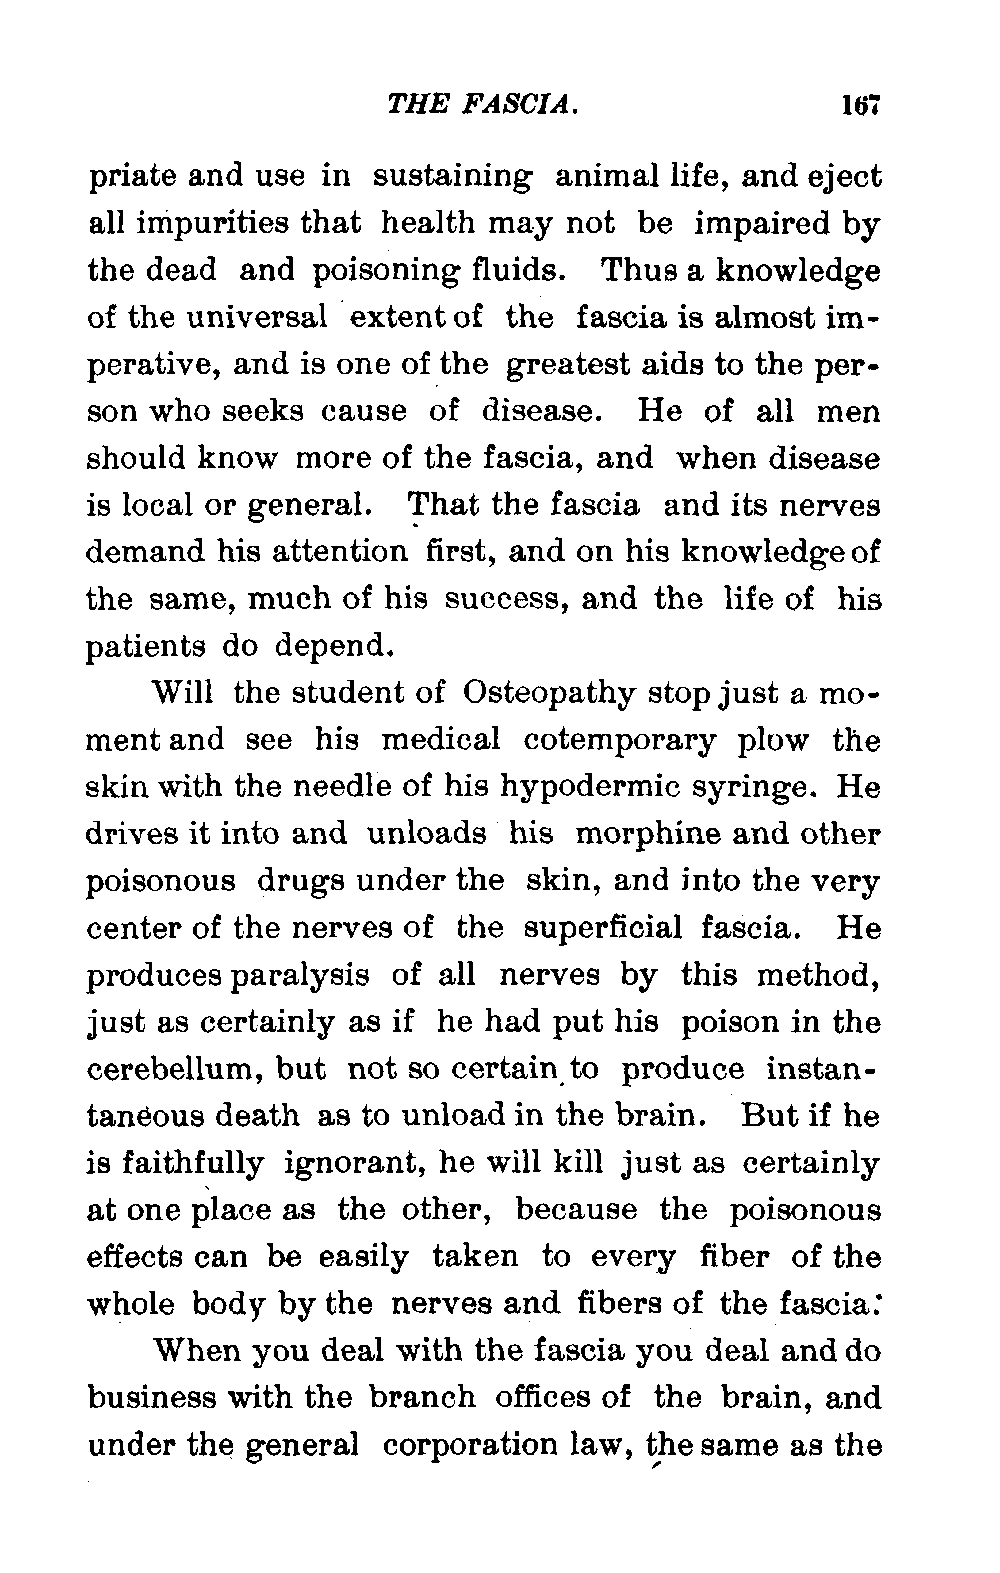 THE FASCIA. 167
priate and use in sustaining animal life, and eject
all impurities that health may not be impaired by
the dead and poisoning fluids. Thus a knowledge
of the universal extent of the fascia is almost im-
perative, and is one of the greatest aids to the per-
son who seeks cause of disease. He of all men
should know more of the fascia, and when disease
is local or general. That the fascia and its nerves
demand his attention first, and on his knowledge of
the same, much of his success, and the life of his
patients do depend.
Will the student of Osteopathy stop just a mo-
ment and see his medical cotemporary plow the
skin with the needle of his hypodermic syringe. He
drives it into and unloads his morphine and other
poisonous drugs under the skin, and into the very
center of the nerves of the superficial fascia. He
produces paralysis of all nerves by this method,
just as certainly as if he had put his poison in the
cerebellum, but not so certain to produce instan-
taneous death as to unload in the brain. But if he
is faithfully ignorant, he will kill just as certainly
at one place as the other, because the poisonous
effects can be easily taken to every fiber of the
whole body by the nerves and fibers of the fascia.
When you deal with the fascia you deal and do
business with the branch offices of the brain, and
under the general corporation law, the same as the